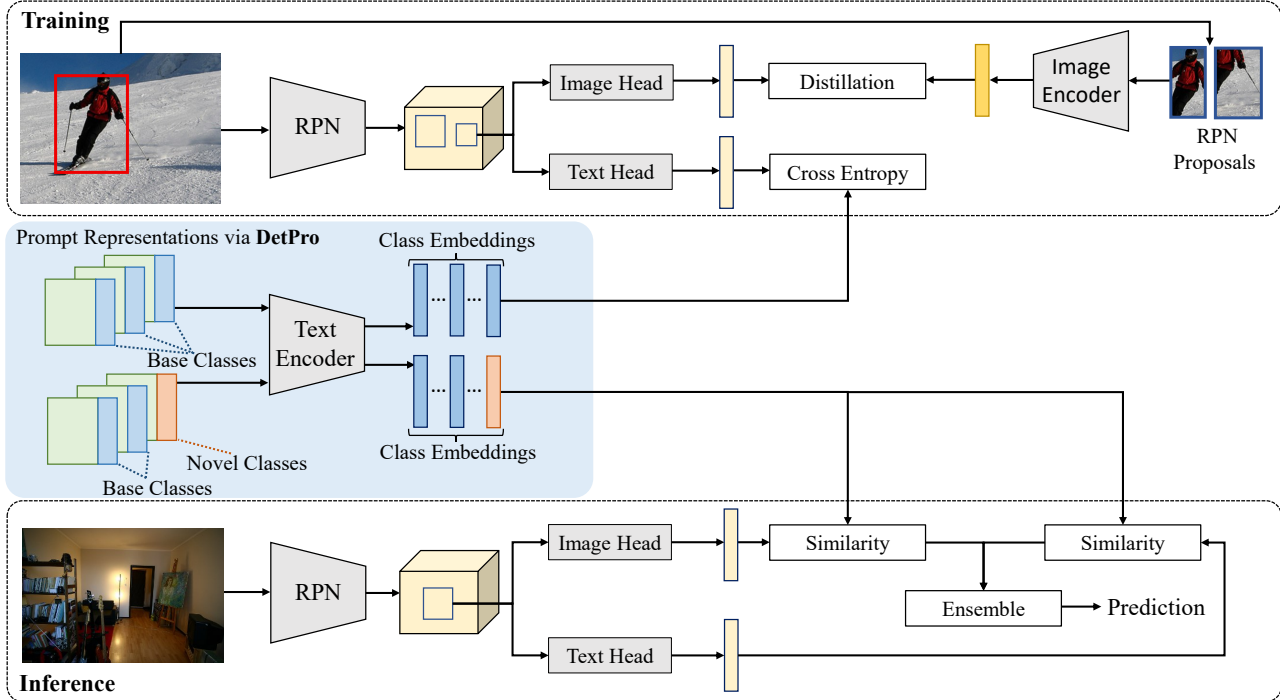 Training
RPN
Image Head
Text Head
Distillation
Cross Entropy
Image
Encoder
RPN
Proposals
Prompt Representations via DetPro
Class Embeddings
... ...
Base Classes
Text
Encoder
... ...
Class Embeddings
Novel Classes
Base Classes
Inference
RPN
Image Head
Text Head
Similarity
Similarity
Ensemble
Prediction